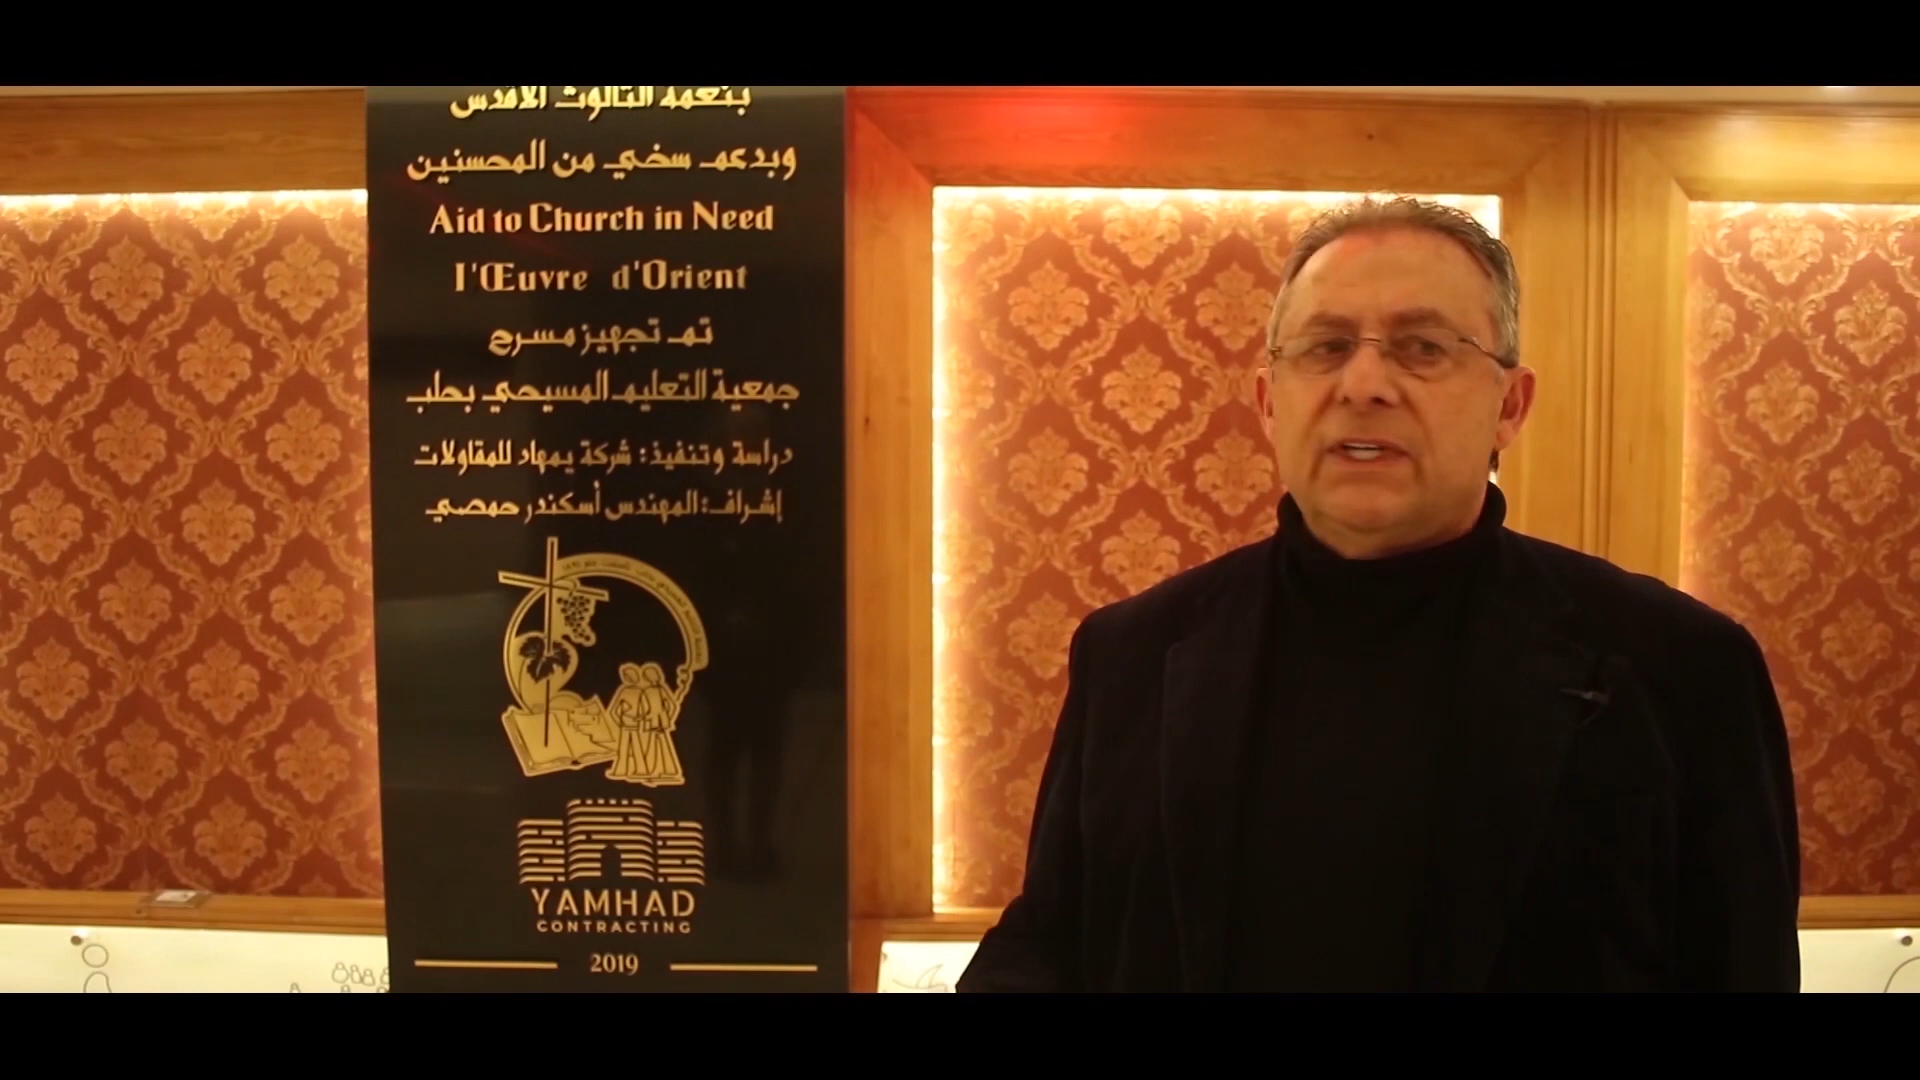 بنعمة الثالوث الأقدس
وبدعم سخي من المحسنين
Aid to Church in Need
l'Œuvre d'Orient
تم تجهيز مسرح
جمعية التعليم المسيحي بحلب
دراسة وتنفيذ: شركة يمهاد للمقاولات
إشراف: المهندس أسكندر حمصي
YAMHAD
CONTRACTING
2019